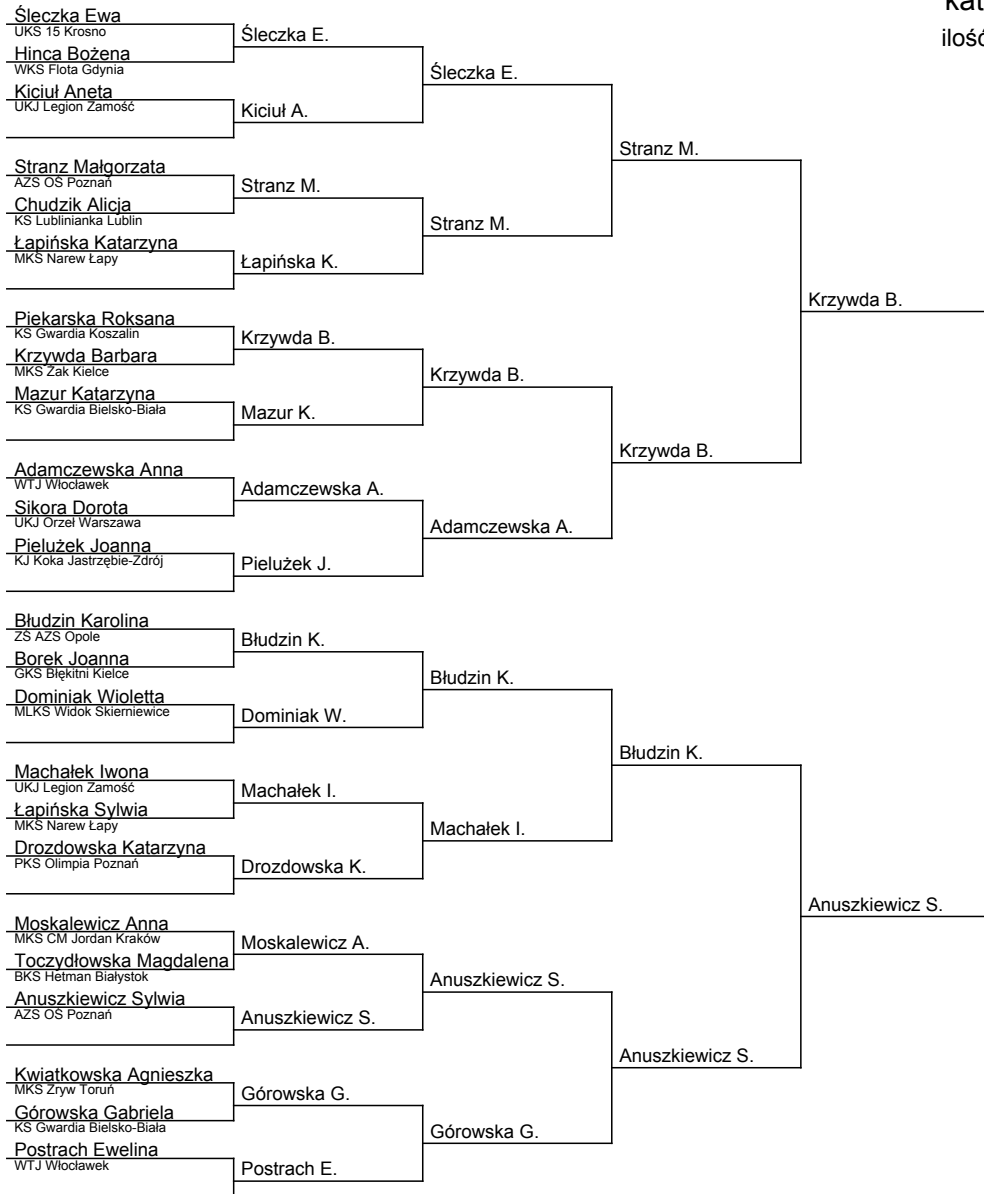 Śleczka Ewa
UKS 15 Krosno
Hinca Bożena
WKS Flota Gdynia
Kiciuł Aneta
UKJ Legion Zamość
Stranz Małgorzata
AZS OŚ Poznań
Chudzik Alicja
KS Lublinianka Lublin
Łapińska Katarzyna
MKS Narew Łapy
Piekarska Roksana
KS Gwardia Koszalin
Krzywda Barbara
MKS Żak Kielce
Mazur Katarzyna
KS Gwardia Bielsko-Biała
Adamczewska Anna
WTJ Włocławek
Sikora Dorota
UKJ Orzeł Warszawa
Pielużek Joanna
KJ Koka Jastrzębie-Zdrój
Błudzin Karolina
ZŚ AZS Opole
Borek Joanna
GKS Błękitni Kielce
Dominiak Wioletta
MLKS Widok Skierniewice
Machałek Iwona
UKJ Legion Zamość
Łapińska Sylwia
MKS Narew Łapy
Drozdowska Katarzyna
PKS Olimpia Poznań
Moskalewicz Anna
MKS CM Jordan Kraków
Toczydłowska Magdalena
BKS Hetman Białystok
Anuszkiewicz Sylwia
AZS OŚ Poznań
Kwiatkowska Agnieszka
MKS Zryw Toruń
Górowska Gabriela
KS Gwardia Bielsko-Biała
Postrach Ewelina
WTJ Włocławek
Śleczka E.
Kiciuł A.
Stranz M.
Łapińska K.
Krzywda B.
Mazur K.
Adamczewska A.
Pielużek J.
Błudzin K.
Dominiak W.
Machałek I.
Drozdowska K.
Moskalewicz A.
Anuszkiewicz S.
Górowska G.
Postrach E.
Śleczka E.
Stranz M.
Krzywda B.
Adamczewska A.
Błudzin K.
Machałek I.
Anuszkiewicz S.
Górowska G.
Stranz M.
Krzywda B.
Błudzin K.
Anuszkiewicz S.
Krzywda B.
Anuszkiewicz S.
kat
ilość